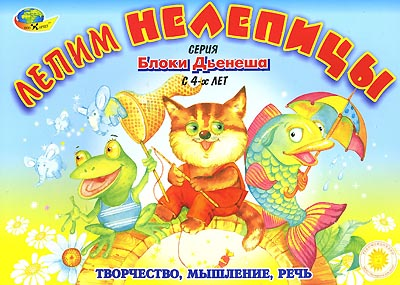 ЛЕПИМ НЕЛЕПИЦЫ
СЕРИЯ
Блоки Дьенеша
С 4-х ЛЕТ
ТВОРЧЕСТВО, МЫШЛЕНИЕ, РЕЧЬ